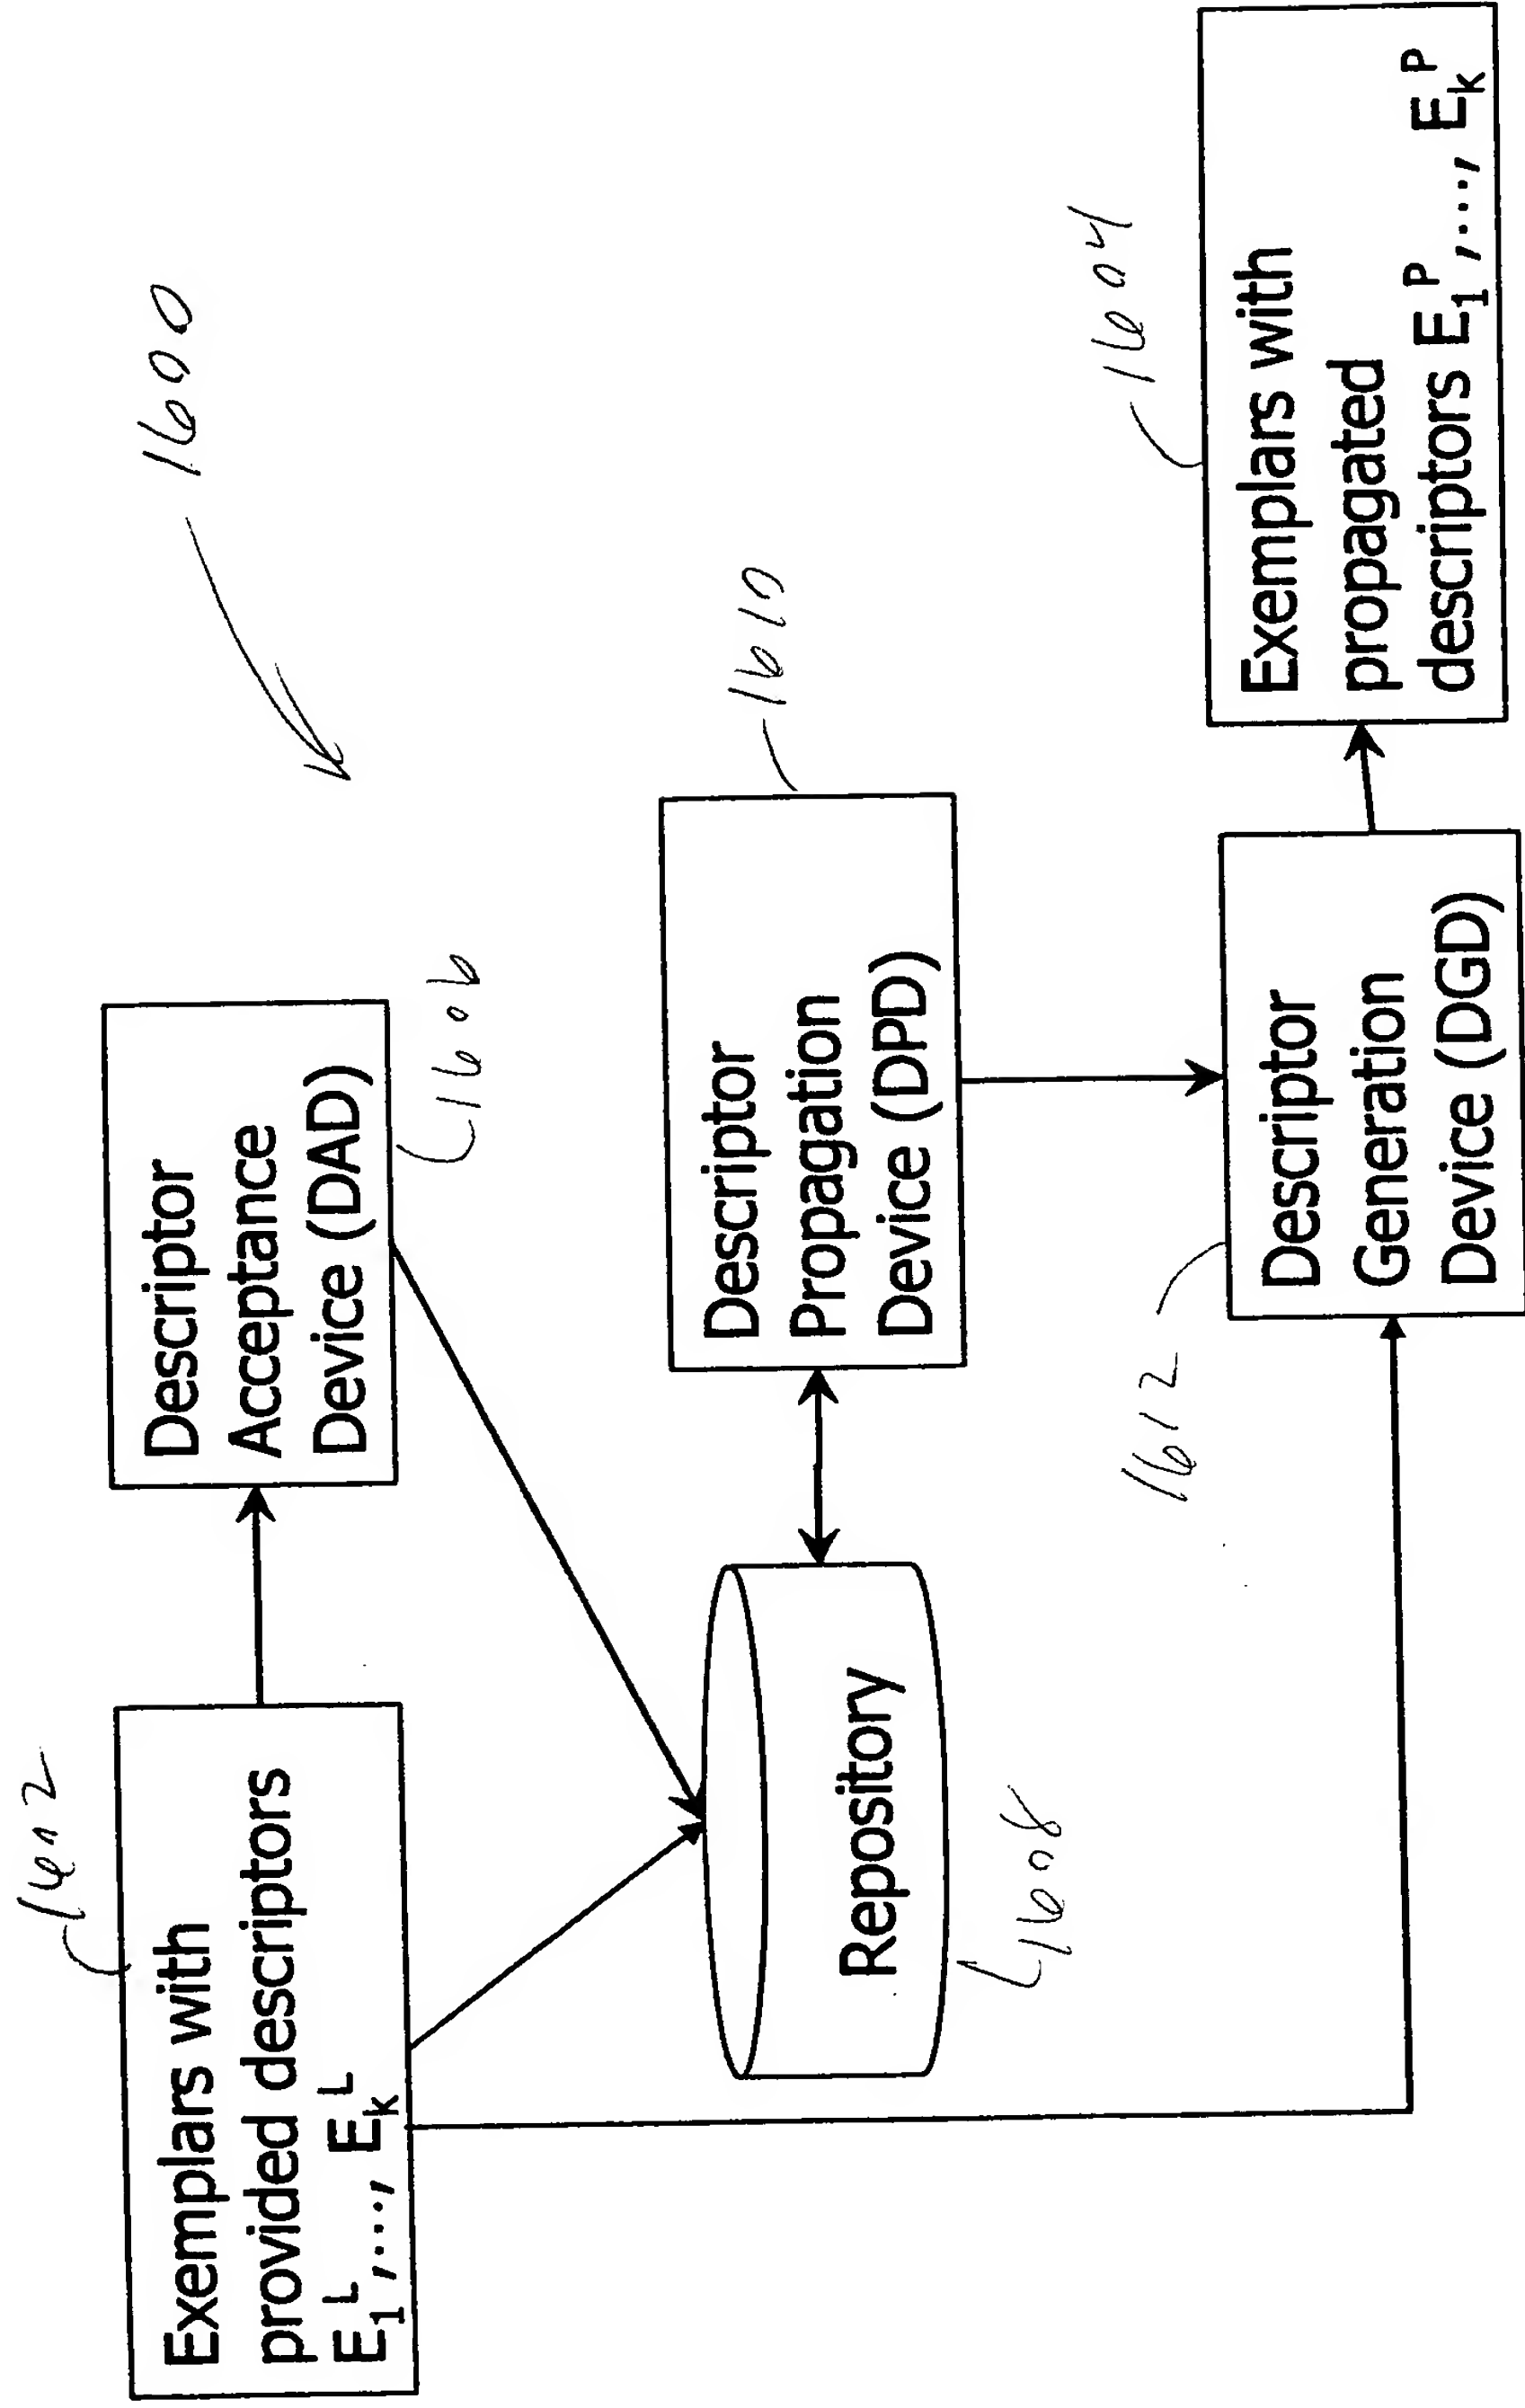 1600
1602
Exemplars with
provided descriptors
E₁ᴸ,..., Eₖᴸ
Descriptor
Acceptance
Device (DAD)
1606
Repository
1608
Descriptor
Propagation
Device (DPD)
1610
1612
Descriptor
Generation
Device (DGD)
1604
Exemplars with
propagated
descriptors E₁ᴾ,..., Eₖᴾ